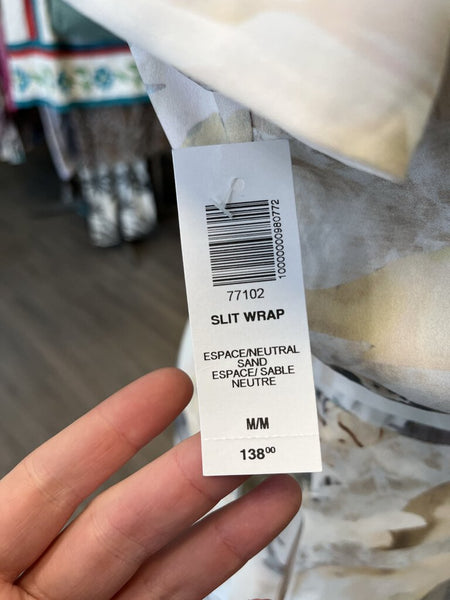 10000000980772
77102
SLIT WRAP
ESPACE/NEUTRAL
SAND
ESPACE/ SABLE
NEUTRE
M/M
138⁰⁰